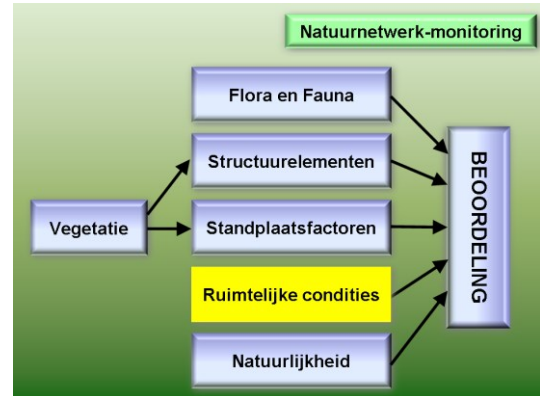 Natuurnetwerk-monitoring
Flora en Fauna
Structuurelementen
Vegetatie
Standplaatsfactoren
Ruimtelijke condities
Natuurlijkheid
BEOORDELING